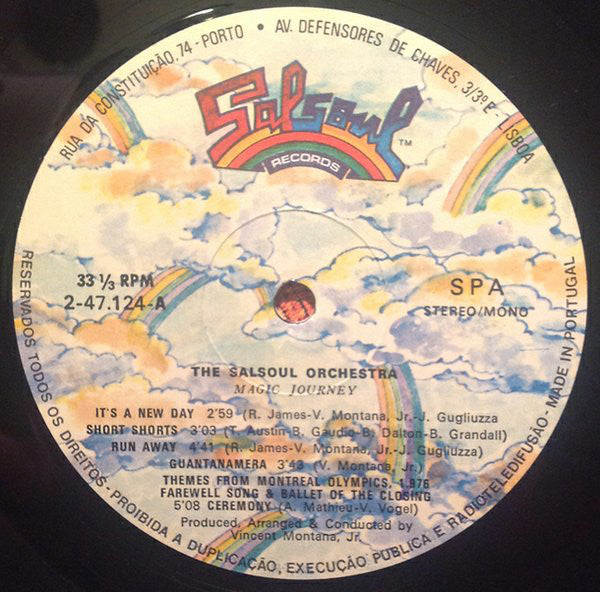 RUA DA CONSTITUIÇÃO, 74 - PORTO • AV. DEFENSORES DE CHAVES, 3/3º E - LISBOA
Salsoul
TM
RECORDS
33 1/3 RPM
2-47.124-A
SPA
STEREO/MONO
THE SALSOUL ORCHESTRA
MAGIC JOURNEY
IT'S A NEW DAY 2'59 (R. James-V. Montana, Jr.-J. Gugliuzza
SHORT SHORTS 3'03 (T. Austin-B. Gaudio-B. Dalton-B. Grandall)
RUN AWAY 4'41 (R. James-V. Montana, Jr.-J. Gugliuzza)
GUANTANAMERA 3'43 (V. Montana, Jr.)
THEMES FROM MONTREAL OLYMPICS, 1.976
FAREWELL SONG & BALLET OF THE CLOSING
5'08 CEREMONY (A. Mathieu-V. Vogel)
Produced, Arranged & Conducted by
Vincent Montana, Jr.
RESERVADOS TODOS OS DIREITOS - PROIBIDA A DUPLICAÇÃO, EXECUÇÃO PUBLICA E RADIOTELEDIFUSÃO - MADE IN PORTUGAL